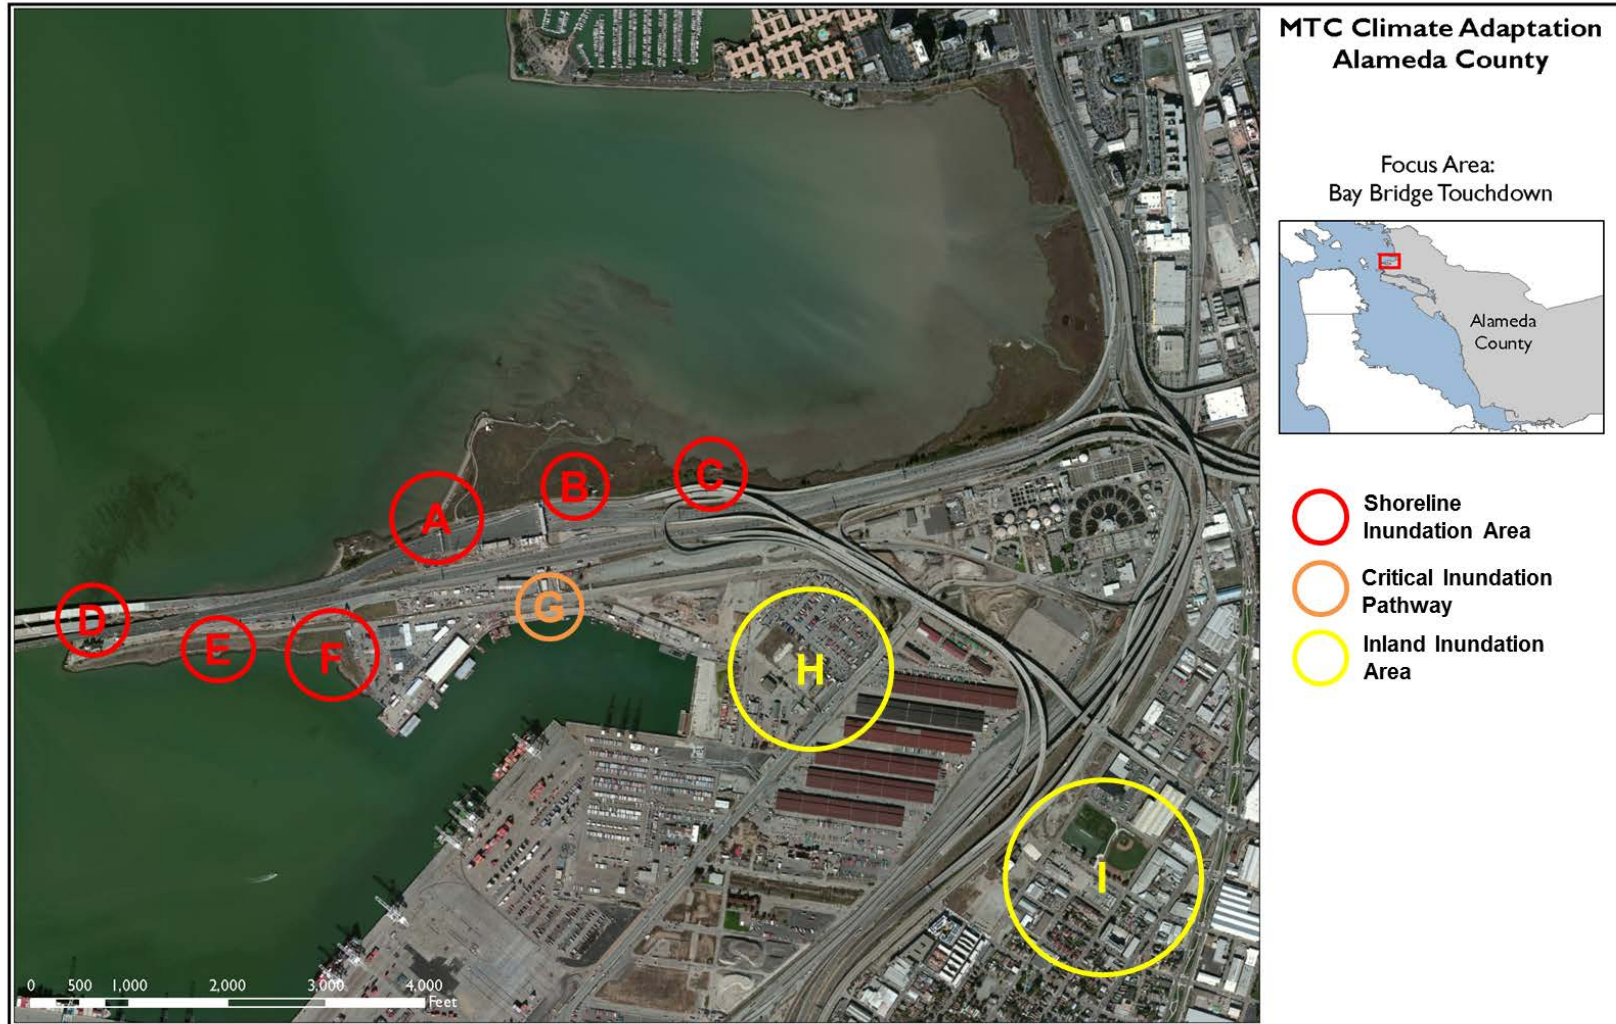 MTC Climate Adaptation
Alameda County
Focus Area:
Bay Bridge Touchdown
Alameda
County
Shoreline
Inundation Area
Critical Inundation
Pathway
Inland Inundation
Area
A
B
C
D
E
F
G
H
I
0 500 1,000 2,000 3,000 4,000
Feet